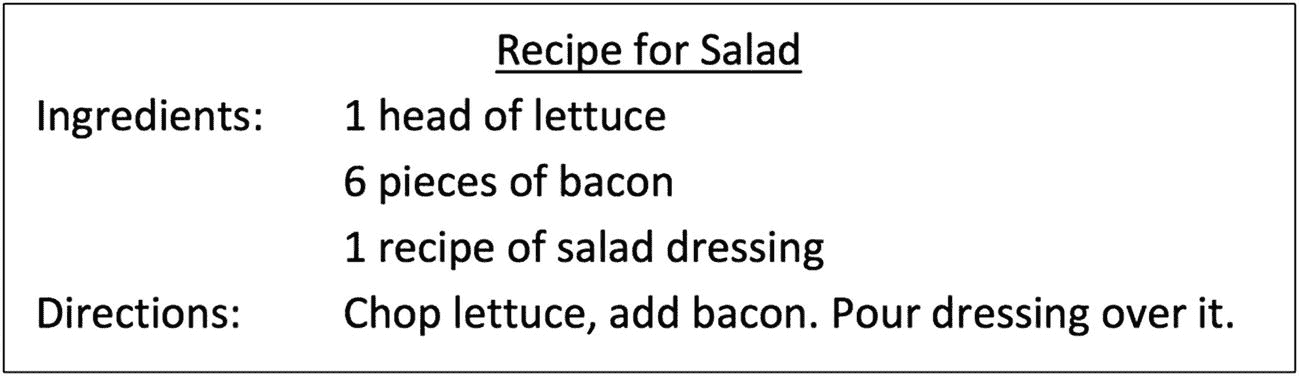 Recipe for Salad
Ingredients: 1 head of lettuce
6 pieces of bacon
1 recipe of salad dressing
Directions: Chop lettuce, add bacon. Pour dressing over it.